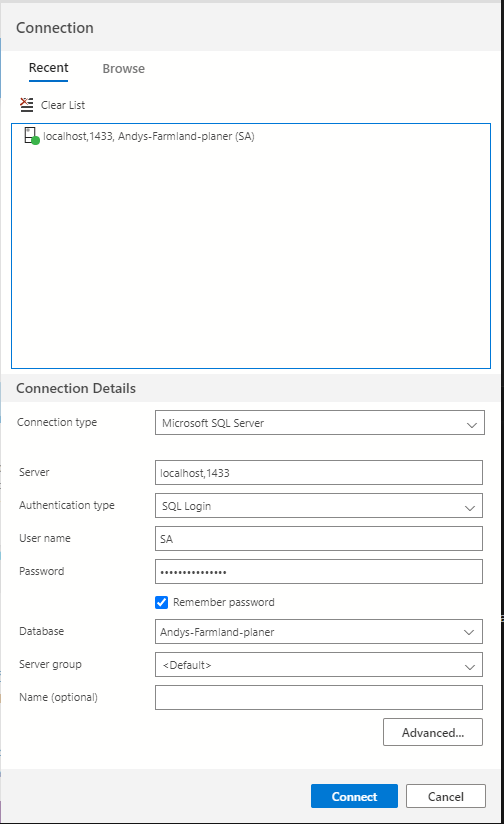 Connection
Recent Browse
Clear List
localhost,1433, Andys-Farmland-planer (SA)
Connection Details
Connection type Microsoft SQL Server
Server localhost,1433
Authentication type SQL Login
User name SA
Password •••••••••••••••
Remember password
Database Andys-Farmland-planer
Server group <Default>
Name (optional)
Advanced...
Connect Cancel